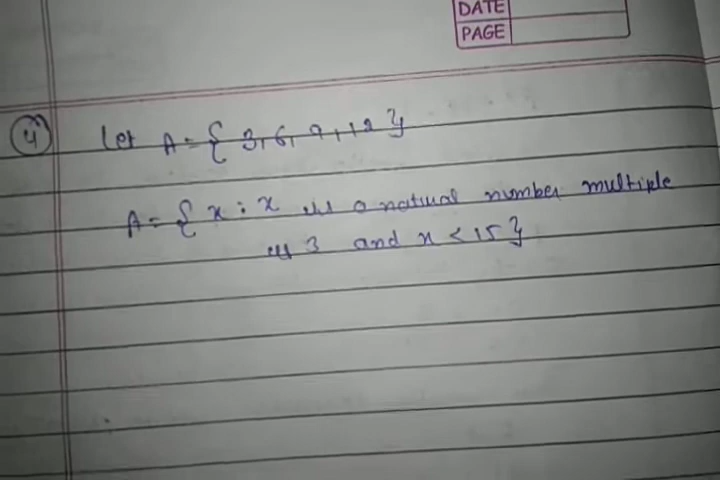 DATE
PAGE
4
Let A = { 3, 6, 9, 12 }
A = { x : x is a natural number multiple
of 3 and x < 15 }